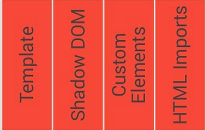 Template
Shadow DOM
Custom
Elements
HTML Imports